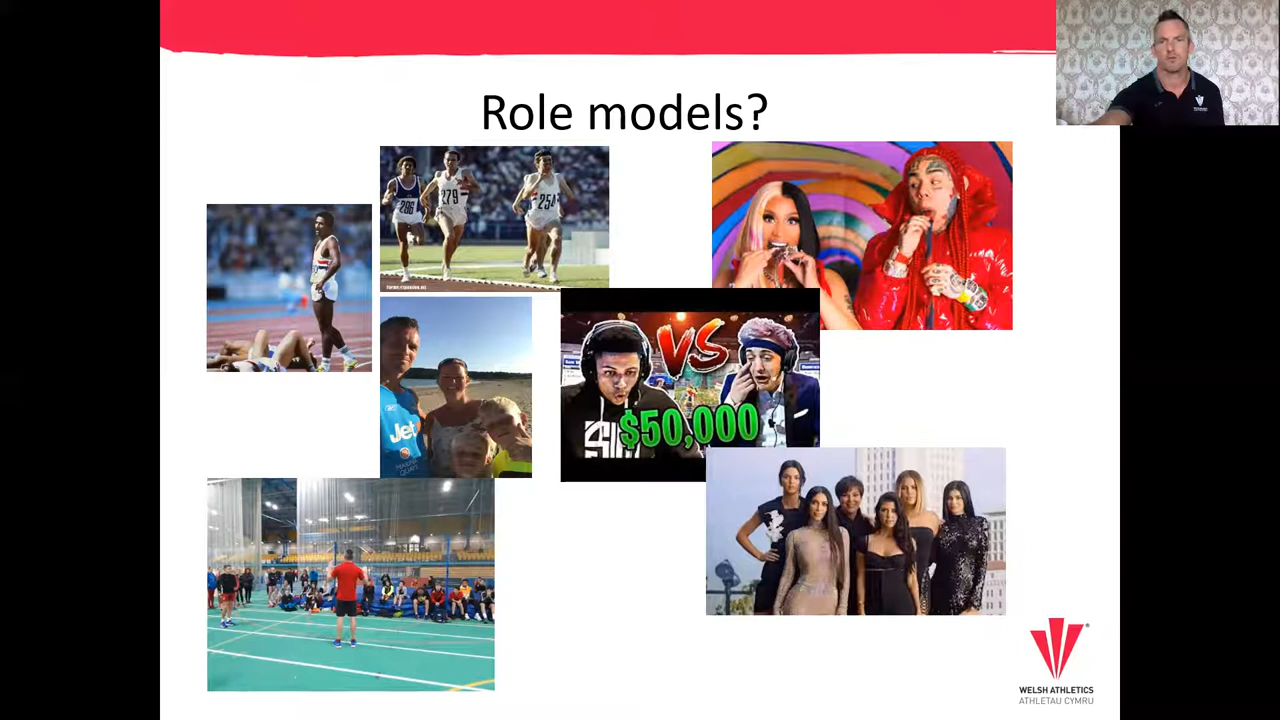 Role models?
286
279
254
VS
$50,000
Jet
WELSH ATHLETICS
ATHLETAU CYMRU